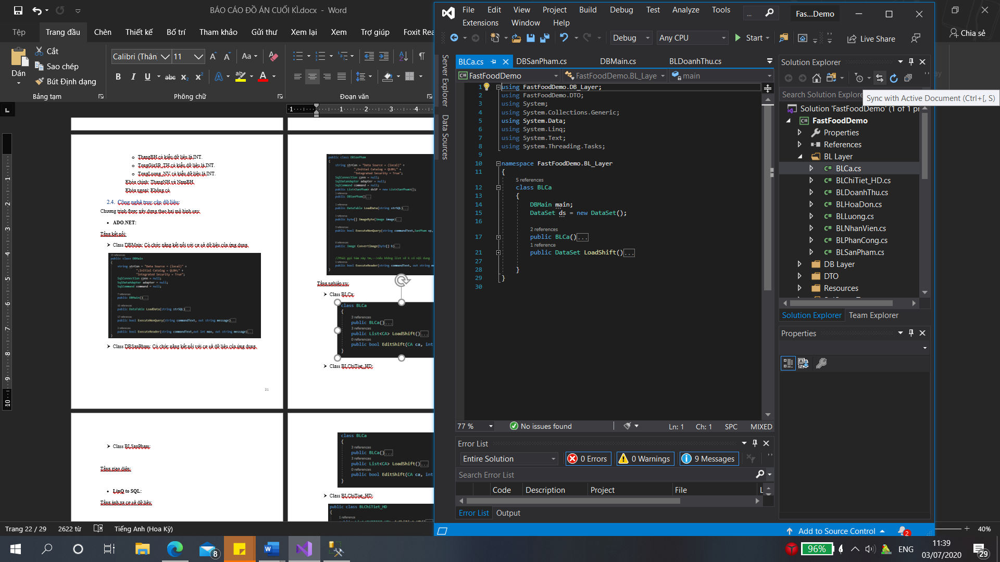 BÁO CÁO ĐỒ ÁN CUỐI KÌ.docx - Word
Tệp Trang đầu Chèn Thiết kế Bố trí Tham khảo Gửi thư Xem lại Xem Trợ giúp Foxit Rea
Chia sẻ
Dán
Cắt
Sao chép
Bút Định dạng
Bảng tạm
Calibri (Thân 11
Phông chữ
Đoạn văn
ThangBH có kiểu dữ liệu là INT.
TongGiaSP_TH có kiểu dữ liệu là INT.
TongLuong_NV có kiểu dữ liệu là INT.
Khóa chính: ThangNH và NamBH.
Khóa ngoại: Không có.
2.4. Công nghệ truy cập dữ liệu:
Chương trình được xây dựng theo hai mô hình sau:
ADO.NET:
Tầng kết nối:
Class DBMain: Có chức năng kết nối với cơ sở dữ liệu của ứng dụng.
public class DBMain
{
string strCon = "Data Source = (local)" +
";Initial Catalog = QLBH;" +
"Integrated Security = True";
SqlConnection conn = null;
SqlDataAdapter adapter = null;
SqlCommand command = null;
public DBMain()...
public DataTable LoadData(string strSQL)...
public bool ExecuteNonQuery(string commandText, out string message)...
public bool ExecuteReader(string commandText,out int max, out string message)...
Class DBSanPham: Có chức năng kết nối với cơ sở dữ liệu của ứng dụng.
21
public class DBSanPham
{
string strCon = "Data Source = (local)" +
";Initial Catalog = QLBH;" +
"Integrated Security = True";
SqlConnection conn = null;
SqlDataAdapter adapter = null;
SqlCommand command = null;
public List<SanPham> dsSP = new List<SanPham>();
public DBSanPham()...
public DataTable LoadData(string strSQL)...
public byte[] ImageByte(Image image)...
public bool ExecuteNonQuery(string commandText,SanPham sp,
public Image ConvertImage(byte[] b)...
//Phải gọi hàm này tm,-->nếu không list sẽ k có nội dung
public bool ExecuteReader(string commandText, out string me
}
Tầng nghiệp vụ:
Class BLCa:
class BLCa
{
3 references
public BLCa()...
3 references
public List<CA> LoadShift()...
0 references
public bool EditShift(CA ca, int
}
Class BLChiTiet_HD:
Class BLSanPham:
Tầng giao diện:
LinQ to SQL:
Tầng ánh xạ cơ sở dữ liệu:
class BLCa
{
3 references
public BLCa()...
3 references
public List<CA> LoadShift()...
0 references
public bool EditShift(CA ca, int
}
Class BLChiTiet_HD:
public class BLChiTiet_HD
{
1 reference
Trang 22 / 29 2622 từ Tiếng Anh (Hoa Kỳ)
40%
File Edit View Project Build Debug Test Analyze Tools
... Fas...Demo
Extensions Window Help
Debug Any CPU Start Live Share
Server Explorer
Data Sources
BLCa.cs DBSanPham.cs DBMain.cs BLDoanhThu.cs
FastFoodDemo FastFoodDemo.BL_Laye main
1 using FastFoodDemo.DB_Layer;
2 using FastFoodDemo.DTO;
3 using System;
4 using System.Collections.Generic;
5 using System.Data;
6 using System.Linq;
7 using System.Text;
8 using System.Threading.Tasks;
9
10 namespace FastFoodDemo.BL_Layer
11 {
5 references
12 class BLCa
13 {
14 DBMain main;
15 DataSet ds = new DataSet();
16
2 references
17 public BLCa()...
1 reference
21 public DataSet LoadShift()...
27
28 }
29 }
30
77 % No issues found Ln: 1 Ch: 1 SPC MIXED
Error List
Entire Solution 0 Errors 0 Warnings 9 Messages
Search Error List
Code Description Project File L
Error List Output
Solution Explorer
Search Solution Explore
Sync with Active Document (Ctrl+[, S)
Solution 'FastFoodDemo' (1 of 1 pr
FastFoodDemo
Properties
References
BL Layer
BLCa.cs
BLChiTiet_HD.cs
BLDoanhThu.cs
BLHoaDon.cs
BLLuong.cs
BLNhanVien.cs
BLPhanCong.cs
BLSanPham.cs
DB Layer
DTO
Resources
Solution Explorer Team Explorer
Properties
Add to Source Control 2
8
96% ENG
11:39
03/07/2020
29